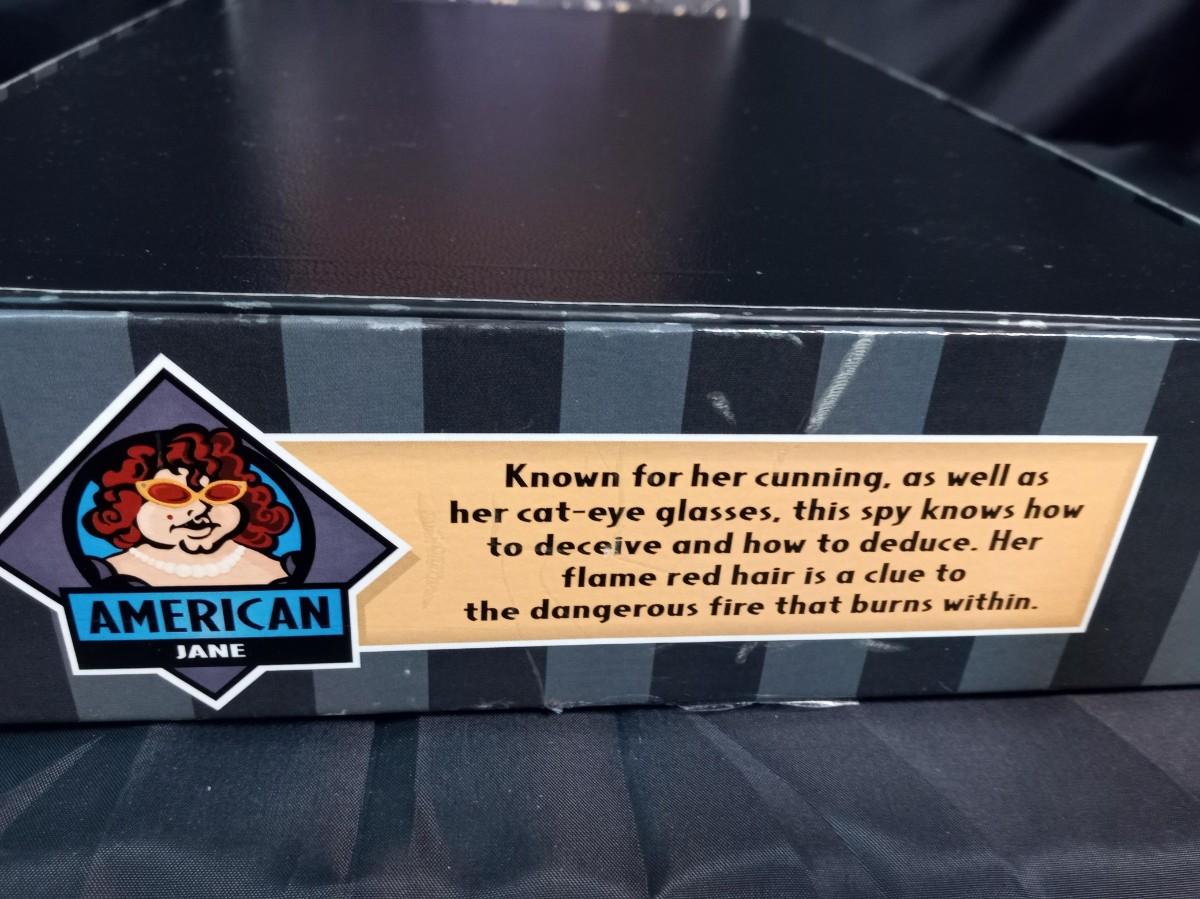 AMERICAN
JANE
Known for her cunning, as well as
her cat-eye glasses, this spy knows how
to deceive and how to deduce. Her
flame red hair is a clue to
the dangerous fire that burns within.